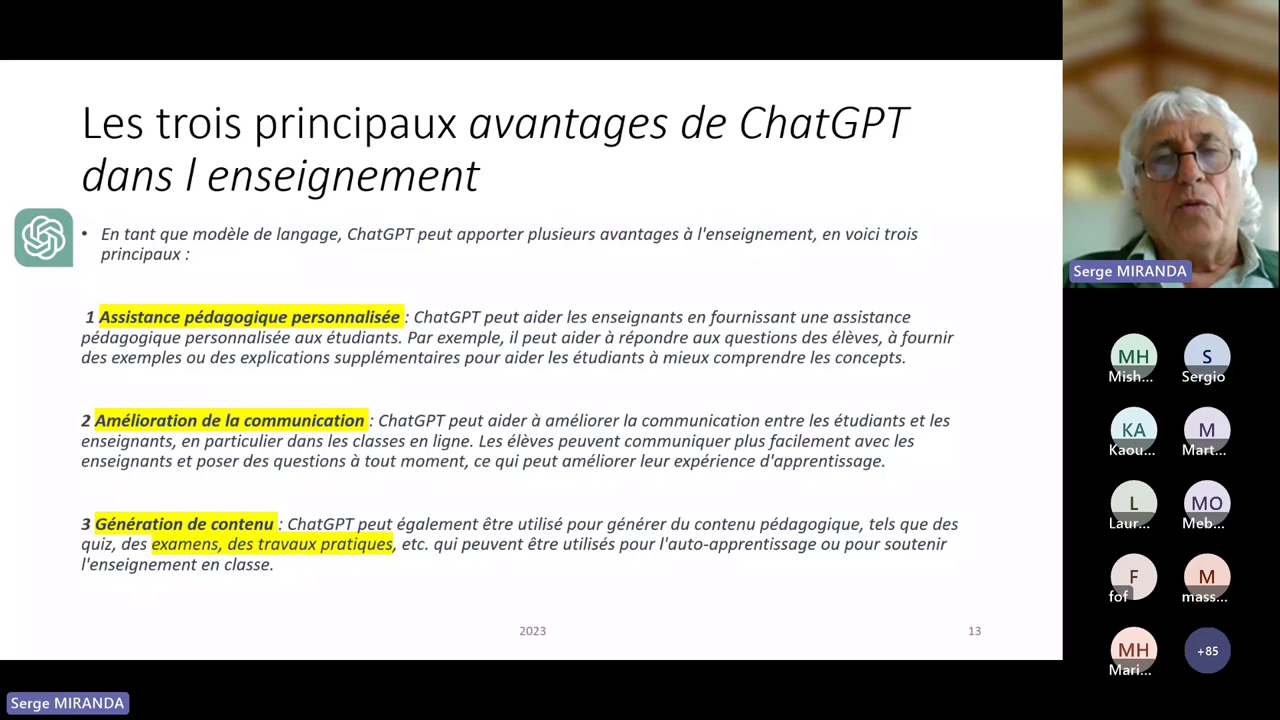 Les trois principaux avantages de ChatGPT
dans l enseignement
• En tant que modèle de langage, ChatGPT peut apporter plusieurs avantages à l'enseignement, en voici trois
principaux :
1 Assistance pédagogique personnalisée : ChatGPT peut aider les enseignants en fournissant une assistance
pédagogique personnalisée aux étudiants. Par exemple, il peut aider à répondre aux questions des élèves, à fournir
des exemples ou des explications supplémentaires pour aider les étudiants à mieux comprendre les concepts.
2 Amélioration de la communication : ChatGPT peut aider à améliorer la communication entre les étudiants et les
enseignants, en particulier dans les classes en ligne. Les élèves peuvent communiquer plus facilement avec les
enseignants et poser des questions à tout moment, ce qui peut améliorer leur expérience d'apprentissage.
3 Génération de contenu : ChatGPT peut également être utilisé pour générer du contenu pédagogique, tels que des
quiz, des examens, des travaux pratiques, etc. qui peuvent être utilisés pour l'auto-apprentissage ou pour soutenir
l'enseignement en classe.
2023
13
Serge MIRANDA
MH
Mish...
S
Sergio
KA
Kaou...
M
Mart...
L
Laur...
MO
Meb...
F
fof
M
mass...
MH
Mari...
+85
Serge MIRANDA